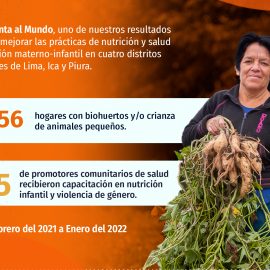 nta al Mundo, uno de nuestros resultados
mejorar las prácticas de nutrición y salud
ión materno-infantil en cuatro distritos
es de Lima, Ica y Piura.
56
hogares con biohuertos y/o crianza
de animales pequeños.
5
de promotores comunitarios de salud
recibieron capacitación en nutrición
infantil y violencia de género.
brero del 2021 a Enero del 2022